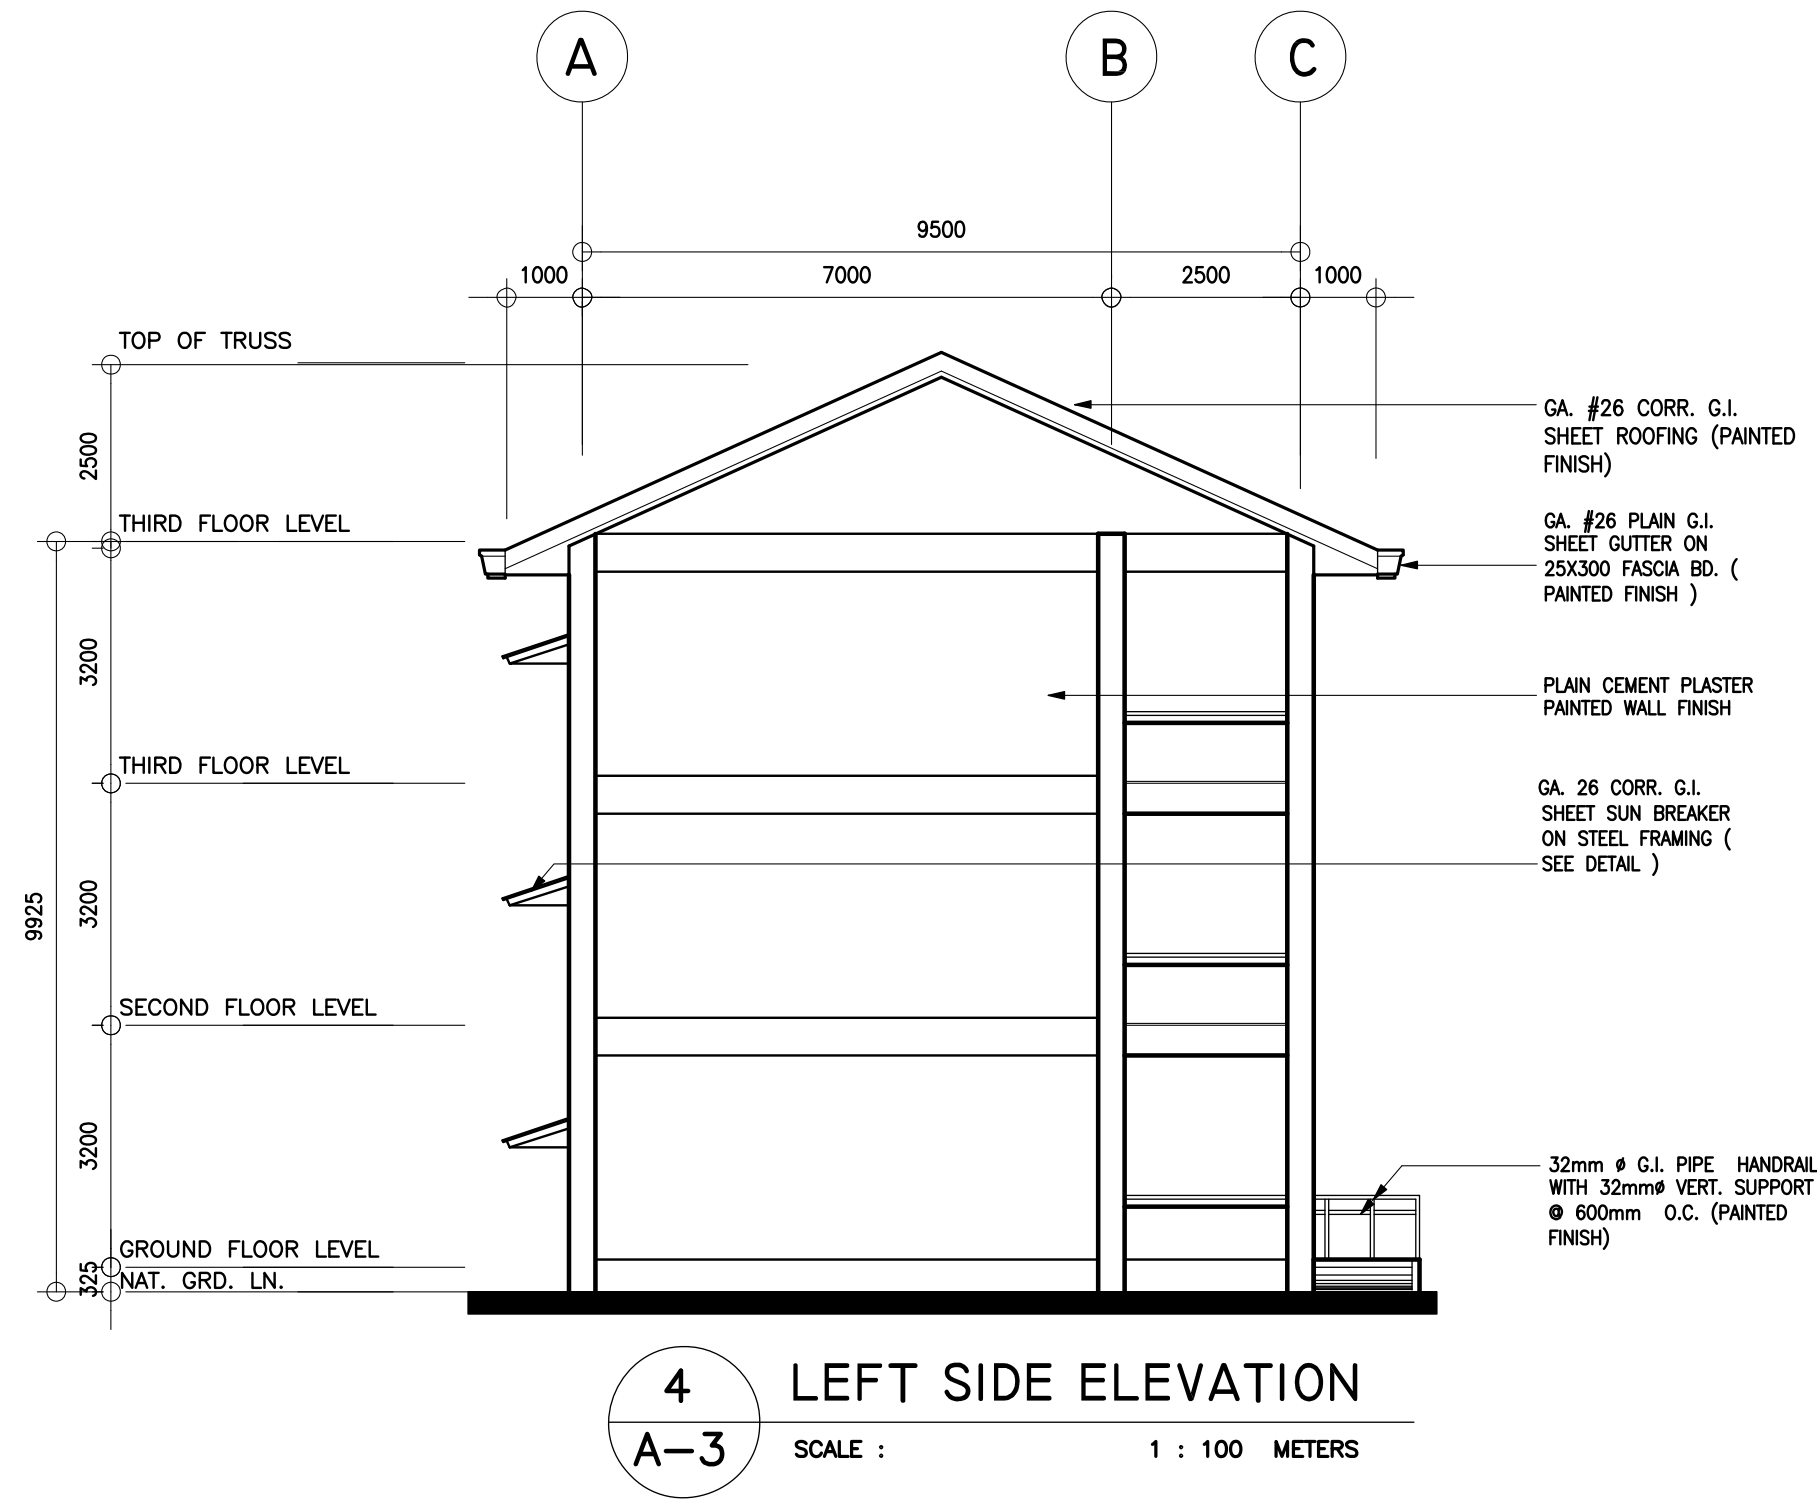 A
B
C
9500
1000
7000
2500
1000
TOP OF TRUSS
2500
THIRD FLOOR LEVEL
3200
THIRD FLOOR LEVEL
3200
9925
SECOND FLOOR LEVEL
3200
GROUND FLOOR LEVEL
325
NAT. GRD. LN.
GA. #26 CORR. G.I.
SHEET ROOFING (PAINTED
FINISH)
GA. #26 PLAIN G.I.
SHEET GUTTER ON
25X300 FASCIA BD. (
PAINTED FINISH )
PLAIN CEMENT PLASTER
PAINTED WALL FINISH
GA. 26 CORR. G.I.
SHEET SUN BREAKER
ON STEEL FRAMING (
SEE DETAIL )
32mm ø G.I. PIPE HANDRAIL
WITH 32mmø VERT. SUPPORT
@ 600mm O.C. (PAINTED
FINISH)
4
A-3
LEFT SIDE ELEVATION
SCALE : 1 : 100 METERS